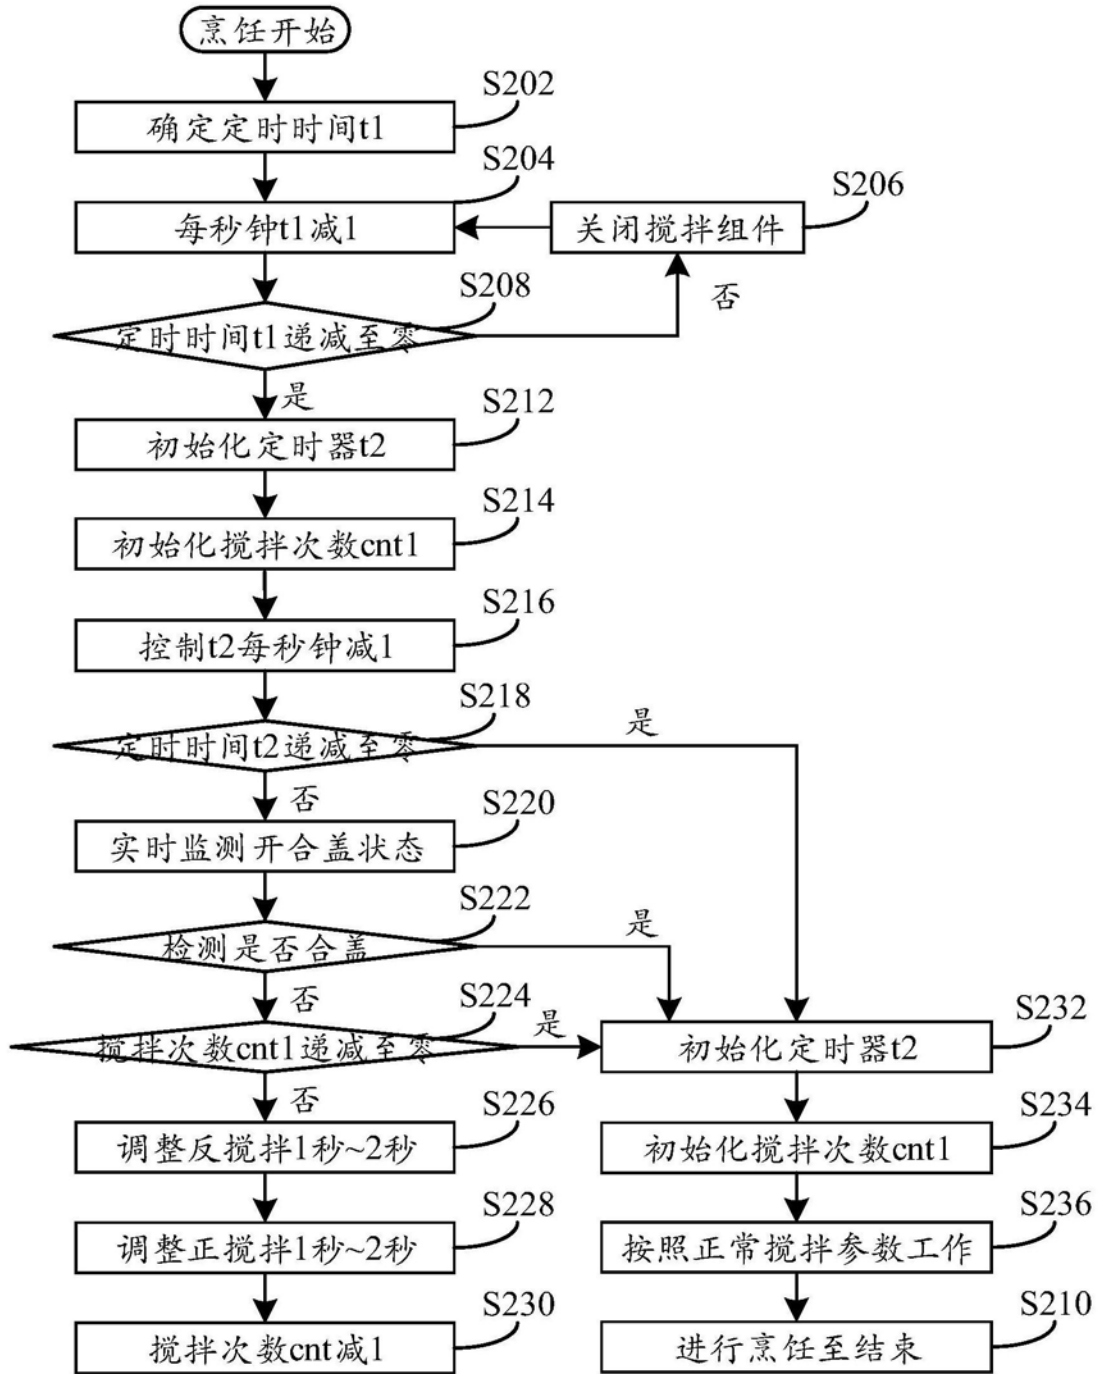 烹饪开始
S202
确定定时时间t1
S204
每秒钟t1减1
S206
关闭搅拌组件
S208
否
定时时间t1递减至零
是
S212
初始化定时器t2
S214
初始化搅拌次数cnt1
S216
控制t2每秒钟减1
S218
是
定时时间t2递减至零
否
S220
实时监测开合盖状态
S222
是
检测是否合盖
否
S224
是
搅拌次数cnt1递减至零
S232
初始化定时器t2
否
S226
调整反搅拌1秒~2秒
S234
初始化搅拌次数cnt1
S228
调整正搅拌1秒~2秒
S236
按照正常搅拌参数工作
S230
搅拌次数cnt减1
S210
进行烹饪至结束